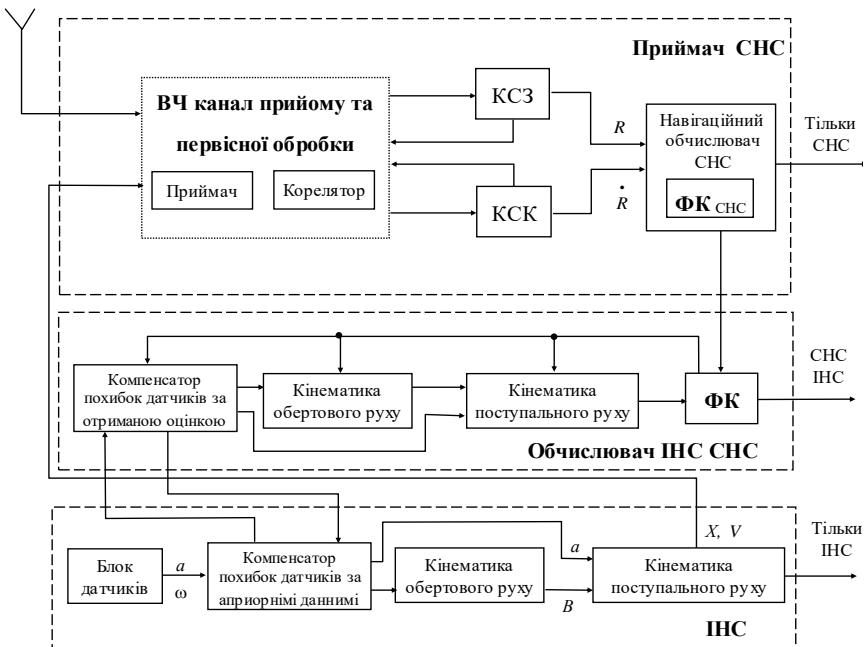 Приймач СНС
ВЧ канал прийому та
первісної обробки
Приймач
Корелятор
КСЗ
КСК
R
Ṙ
Навігаційний
обчислювач
СНС
ФК СНС
Тільки
СНС
Компенсатор
похибок датчиків за
отриманою оцінкою
Кінематика
обертового руху
Кінематика
поступального руху
ФК
СНС
ІНС
Обчислювач ІНС СНС
Блок
датчиків
a
ω
Компенсатор
похибок датчиків за
априорнімі даннимі
Кінематика
обертового руху
a
B
X, V
Кінематика
поступального руху
Тільки
ІНС
ІНС